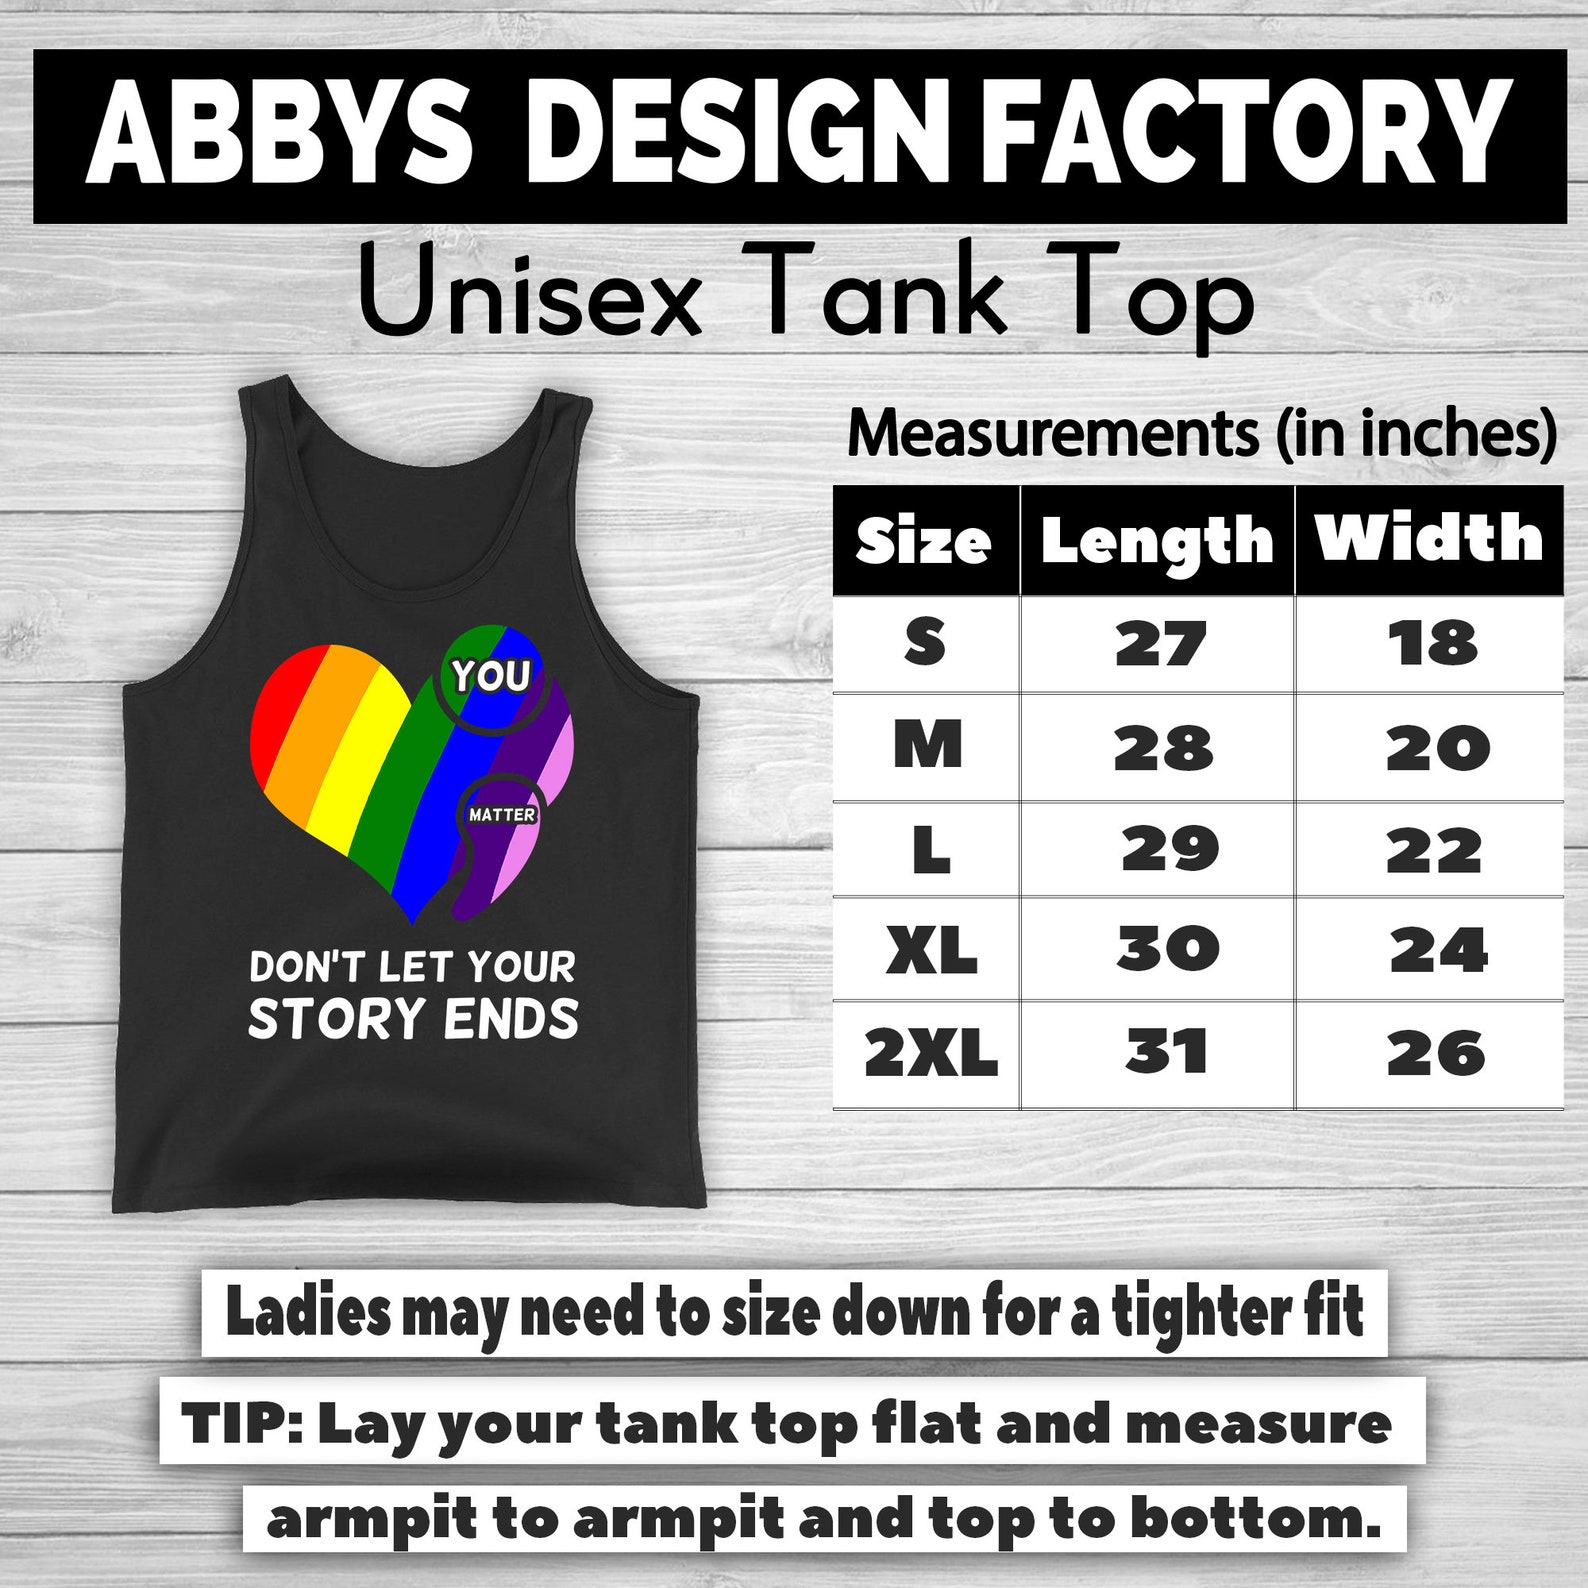 ABBYS DESIGN FACTORY
Unisex Tank Top
YOU
MATTER
DON'T LET YOUR
STORY ENDS
Measurements (in inches)
Size Length Width
S 27 18
M 28 20
L 29 22
XL 30 24
2XL 31 26
Ladies may need to size down for a tighter fit
TIP: Lay your tank top flat and measure
armpit to armpit and top to bottom.